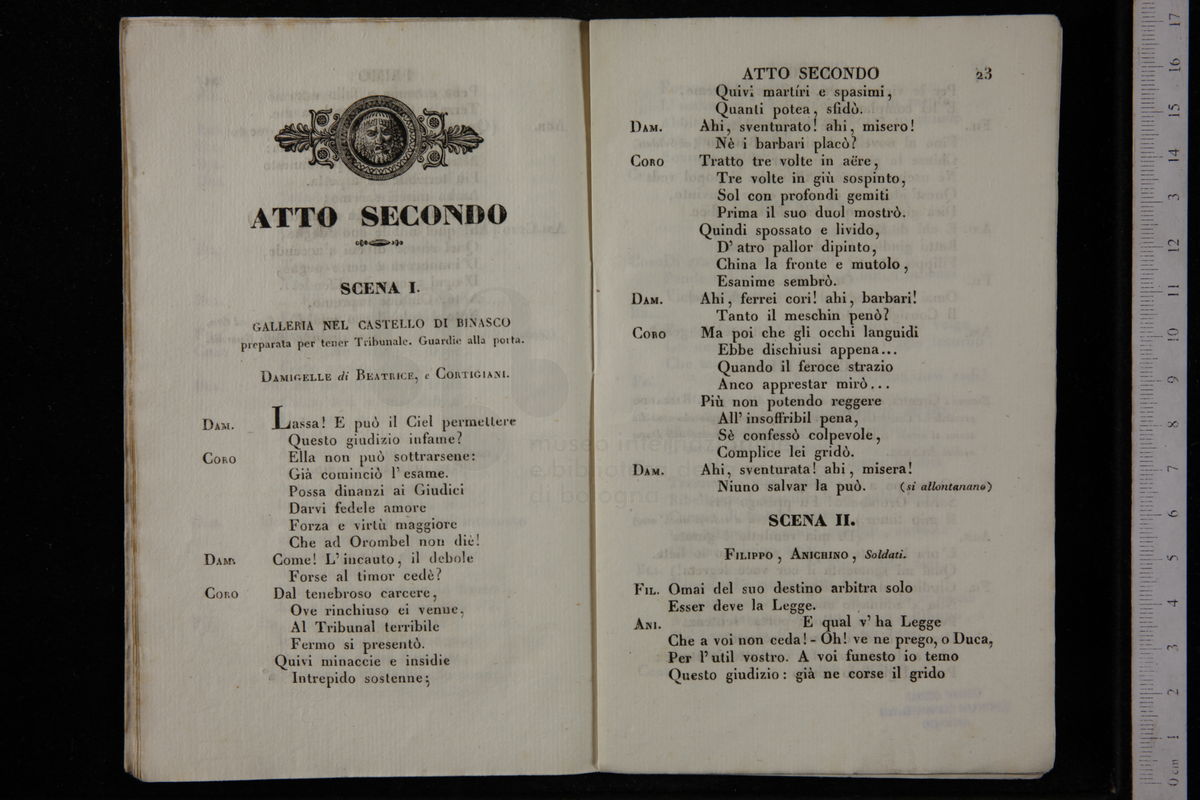 ATTO SECONDO
SCENA I.
GALLERIA NEL CASTELLO DI BINASCO
preparata per tener Tribunale. Guardie alla porta.
DAMIGELLE di BEATRICE, e CORTIGIANI.
DAM. Lassa! E può il Ciel permettere
Questo giudizio infame?
CORO Ella non può sottrarsene:
Già cominciò l'esame.
Possa dinanzi ai Giudici
Darvi fedele amore
Forza e virtù maggiore
Che ad Orombel non diè!
DAM. Come! L'incauto, il debole
Forse al timor cedè?
CORO Dal tenebroso carcere,
Ove rinchiuso ei venne,
Al Tribunal terribile
Fermo si presentò.
Quivi minaccie e insidie
Intrepido sostenne;
ATTO SECONDO 23
Quivi martíri e spasimi,
Quanti potea, sfidò.
DAM. Ahi, sventurato! ahi, misero!
Nè i barbari placò?
CORO Tratto tre volte in aëre,
Tre volte in giù sospinto,
Sol con profondi gemiti
Prima il suo duol mostrò.
Quindi spossato e livido,
D'atro pallor dipinto,
China la fronte e mutolo,
Esanime sembrò.
DAM. Ahi, ferrei cori! ahi, barbari!
Tanto il meschin penò?
CORO Ma poi che gli occhi languidi
Ebbe dischiusi appena...
Quando il feroce strazio
Anco apprestar mirò...
Più non potendo reggere
All'insoffribil pena,
Sè confessò colpevole,
Complice lei gridò.
DAM. Ahi, sventurata! ahi, misera!
Niuno salvar la può. (si allontanano)
SCENA II.
FILIPPO, ANICHINO, Soldati.
FIL. Omai del suo destino arbitra solo
Esser deve la Legge.
ANI. E qual v'ha Legge
Che a voi non ceda! - Oh! ve ne prego, o Duca,
Per l'util vostro. A voi funesto io temo
Questo giudizio: già ne corse il grido